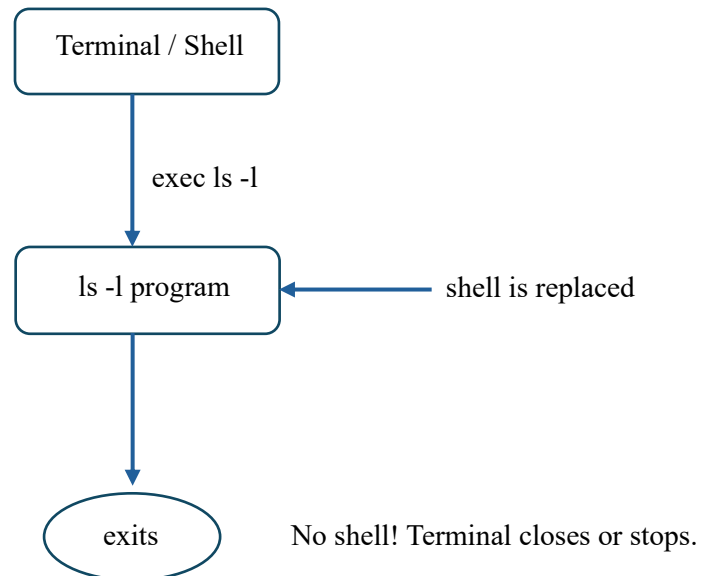 Terminal / Shell
exec ls -l
ls -l program
shell is replaced
exits
No shell! Terminal closes or stops.